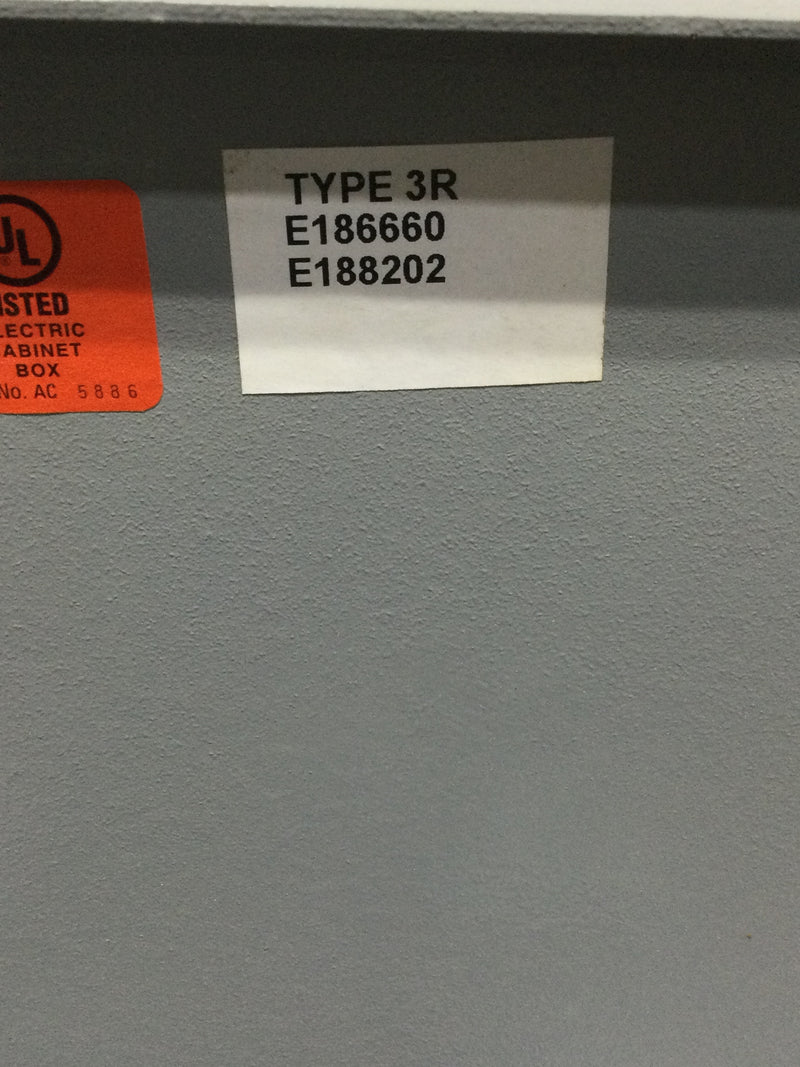 UL
®
ISTED
LECTRIC
ABINET
BOX
No. AC 5886
TYPE 3R
E186660
E188202